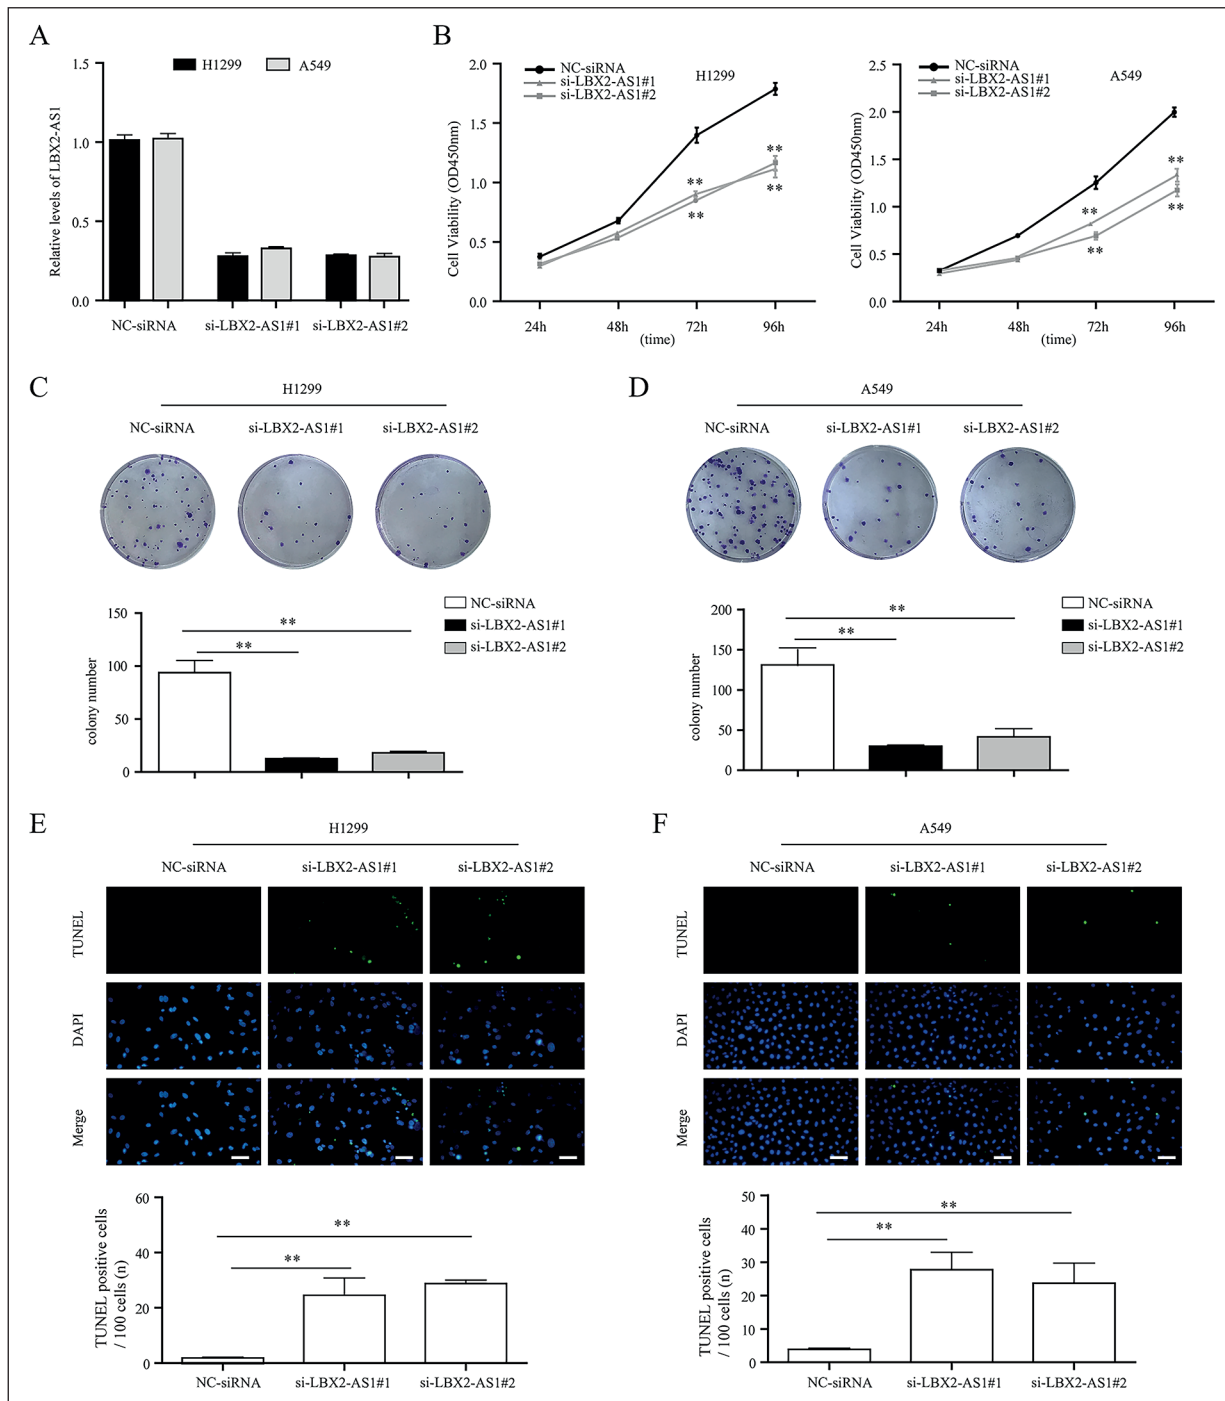 A
H1299
A549
Relative levels of LBX2-AS1
1.5
1.0
0.5
0.0
NC-siRNA
si-LBX2-AS1#1
si-LBX2-AS1#2
B
NC-siRNA
si-LBX2-AS1#1
si-LBX2-AS1#2
H1299
Cell Viability (OD450nm)
2.0
1.5
1.0
0.5
0.0
**
**
**
**
24h
48h
72h
96h
(time)
NC-siRNA
si-LBX2-AS1#1
si-LBX2-AS1#2
A549
Cell Viability (OD450nm)
2.5
2.0
1.5
1.0
0.5
0.0
**
**
**
**
24h
48h
72h
96h
(time)
C
H1299
NC-siRNA
si-LBX2-AS1#1
si-LBX2-AS1#2
colony number
150
100
50
0
**
**
NC-siRNA
si-LBX2-AS1#1
si-LBX2-AS1#2
D
A549
NC-siRNA
si-LBX2-AS1#1
si-LBX2-AS1#2
colony number
200
150
100
50
0
**
**
NC-siRNA
si-LBX2-AS1#1
si-LBX2-AS1#2
E
H1299
NC-siRNA
si-LBX2-AS1#1
si-LBX2-AS1#2
TUNEL
DAPI
Merge
TUNEL positive cells
/ 100 cells (n)
60
40
20
0
**
**
NC-siRNA
si-LBX2-AS1#1
si-LBX2-AS1#2
F
A549
NC-siRNA
si-LBX2-AS1#1
si-LBX2-AS1#2
TUNEL
DAPI
Merge
TUNEL positive cells
/ 100 cells (n)
50
40
30
20
10
0
**
**
NC-siRNA
si-LBX2-AS1#1
si-LBX2-AS1#2